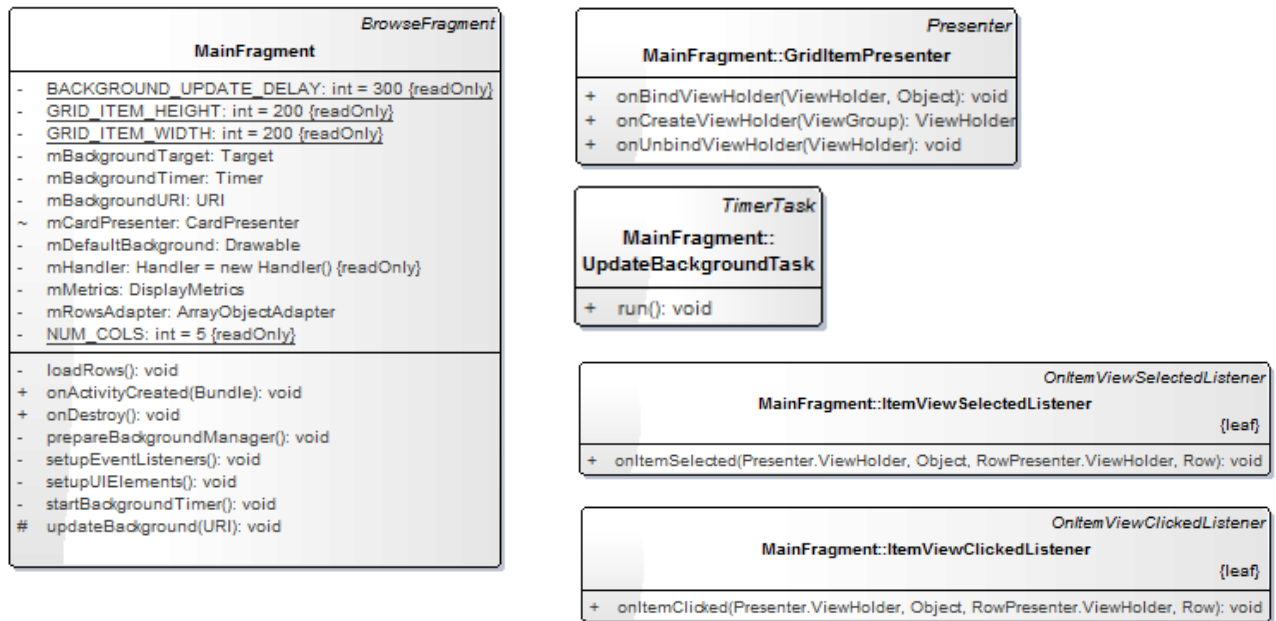 BrowseFragment
MainFragment
- BACKGROUND_UPDATE_DELAY: int = 300 {readOnly}
- GRID_ITEM_HEIGHT: int = 200 {readOnly}
- GRID_ITEM_WIDTH: int = 200 {readOnly}
- mBackgroundTarget: Target
- mBackgroundTimer: Timer
- mBackgroundURI: URI
~ mCardPresenter: CardPresenter
- mDefaultBackground: Drawable
- mHandler: Handler = new Handler() {readOnly}
- mMetrics: DisplayMetrics
- mRowsAdapter: ArrayObjectAdapter
- NUM_COLS: int = 5 {readOnly}
- loadRows(): void
+ onActivityCreated(Bundle): void
+ onDestroy(): void
- prepareBackgroundManager(): void
- setupEventListeners(): void
- setupUIElements(): void
- startBackgroundTimer(): void
# updateBackground(URI): void
Presenter
MainFragment::GridItemPresenter
+ onBindViewHolder(ViewHolder, Object): void
+ onCreateViewHolder(ViewGroup): ViewHolder
+ onUnbindViewHolder(ViewHolder): void
TimerTask
MainFragment::
UpdateBackgroundTask
+ run(): void
OnItemViewSelectedListener
MainFragment::ItemViewSelectedListener
{leaf}
+ onItemSelected(Presenter.ViewHolder, Object, RowPresenter.ViewHolder, Row): void
OnItemViewClickedListener
MainFragment::ItemViewClickedListener
{leaf}
+ onItemClicked(Presenter.ViewHolder, Object, RowPresenter.ViewHolder, Row): void